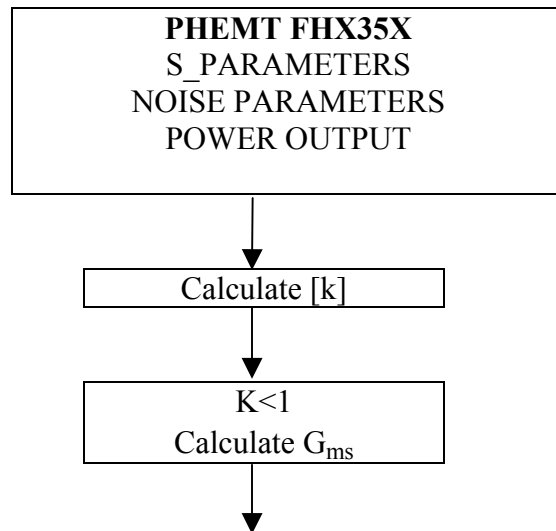 PHEMT FHX35X
S_PARAMETERS
NOISE PARAMETERS
POWER OUTPUT
Calculate [k]
K<1
Calculate Gms